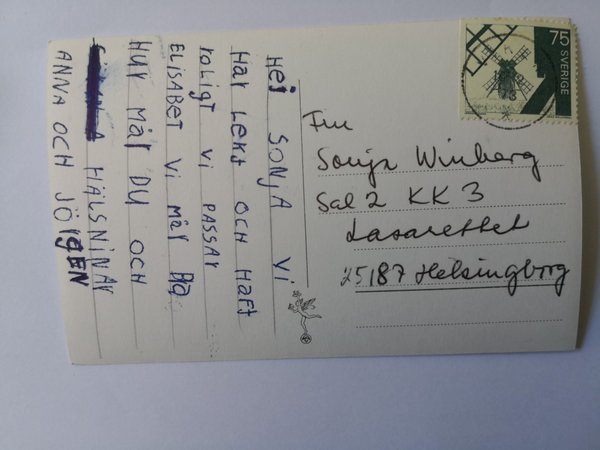 HEJ SONJA VI
HAR LEKT OCH HAFT
ROLIGT VI PASSAR
ELISABET VI MÅR BRA
HUR MÅR DU OCH
HÄLSNINAR
ANNA OCH JÖRGEN
75 SVERIGE
Fru
Sonja Winberg
Sal 2 KK 3
Lasarettet
25187 Helsingborg